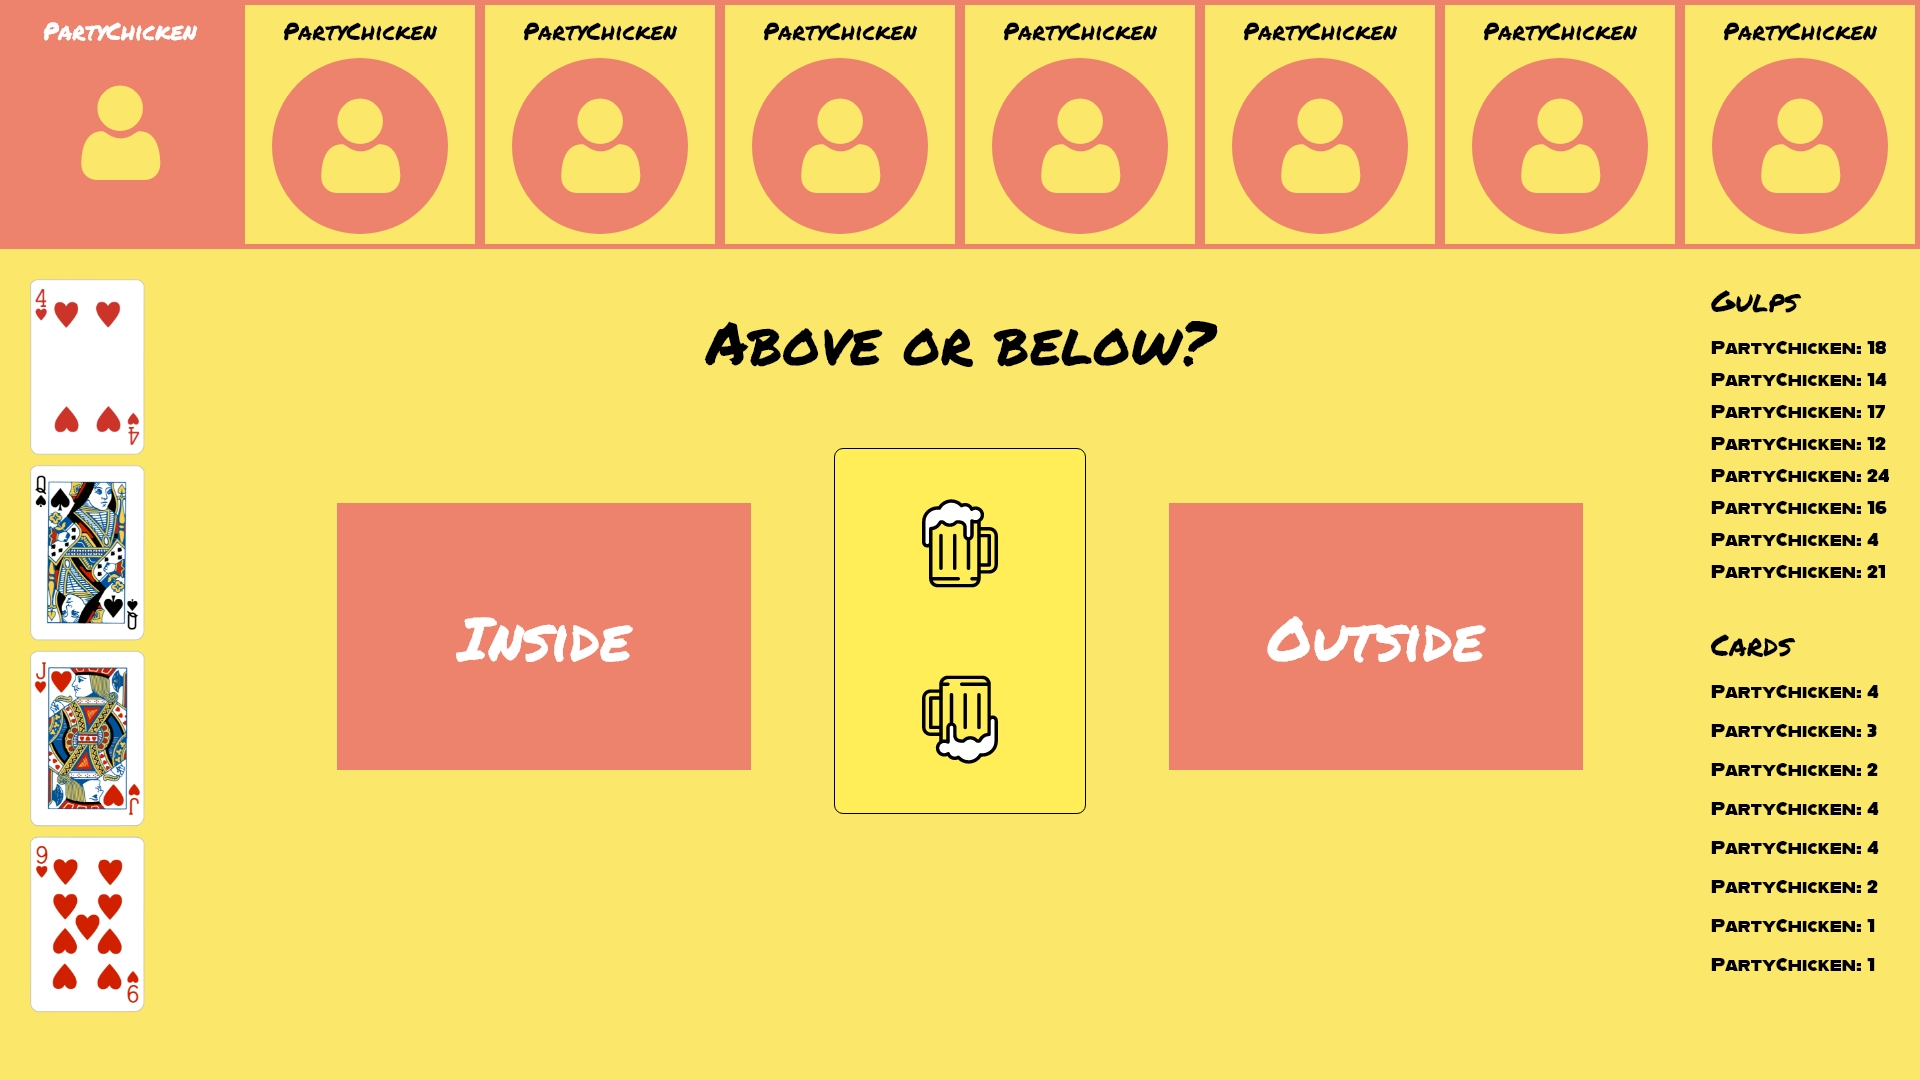 PartyChicken
PartyChicken
PartyChicken
PartyChicken
PartyChicken
PartyChicken
PartyChicken
PartyChicken
4
4
Q
Q
J
J
9
9
Above or below?
Inside
Outside
Gulps
PartyChicken: 18
PartyChicken: 14
PartyChicken: 17
PartyChicken: 12
PartyChicken: 24
PartyChicken: 16
PartyChicken: 4
PartyChicken: 21
Cards
PartyChicken: 4
PartyChicken: 3
PartyChicken: 2
PartyChicken: 4
PartyChicken: 4
PartyChicken: 2
PartyChicken: 1
PartyChicken: 1